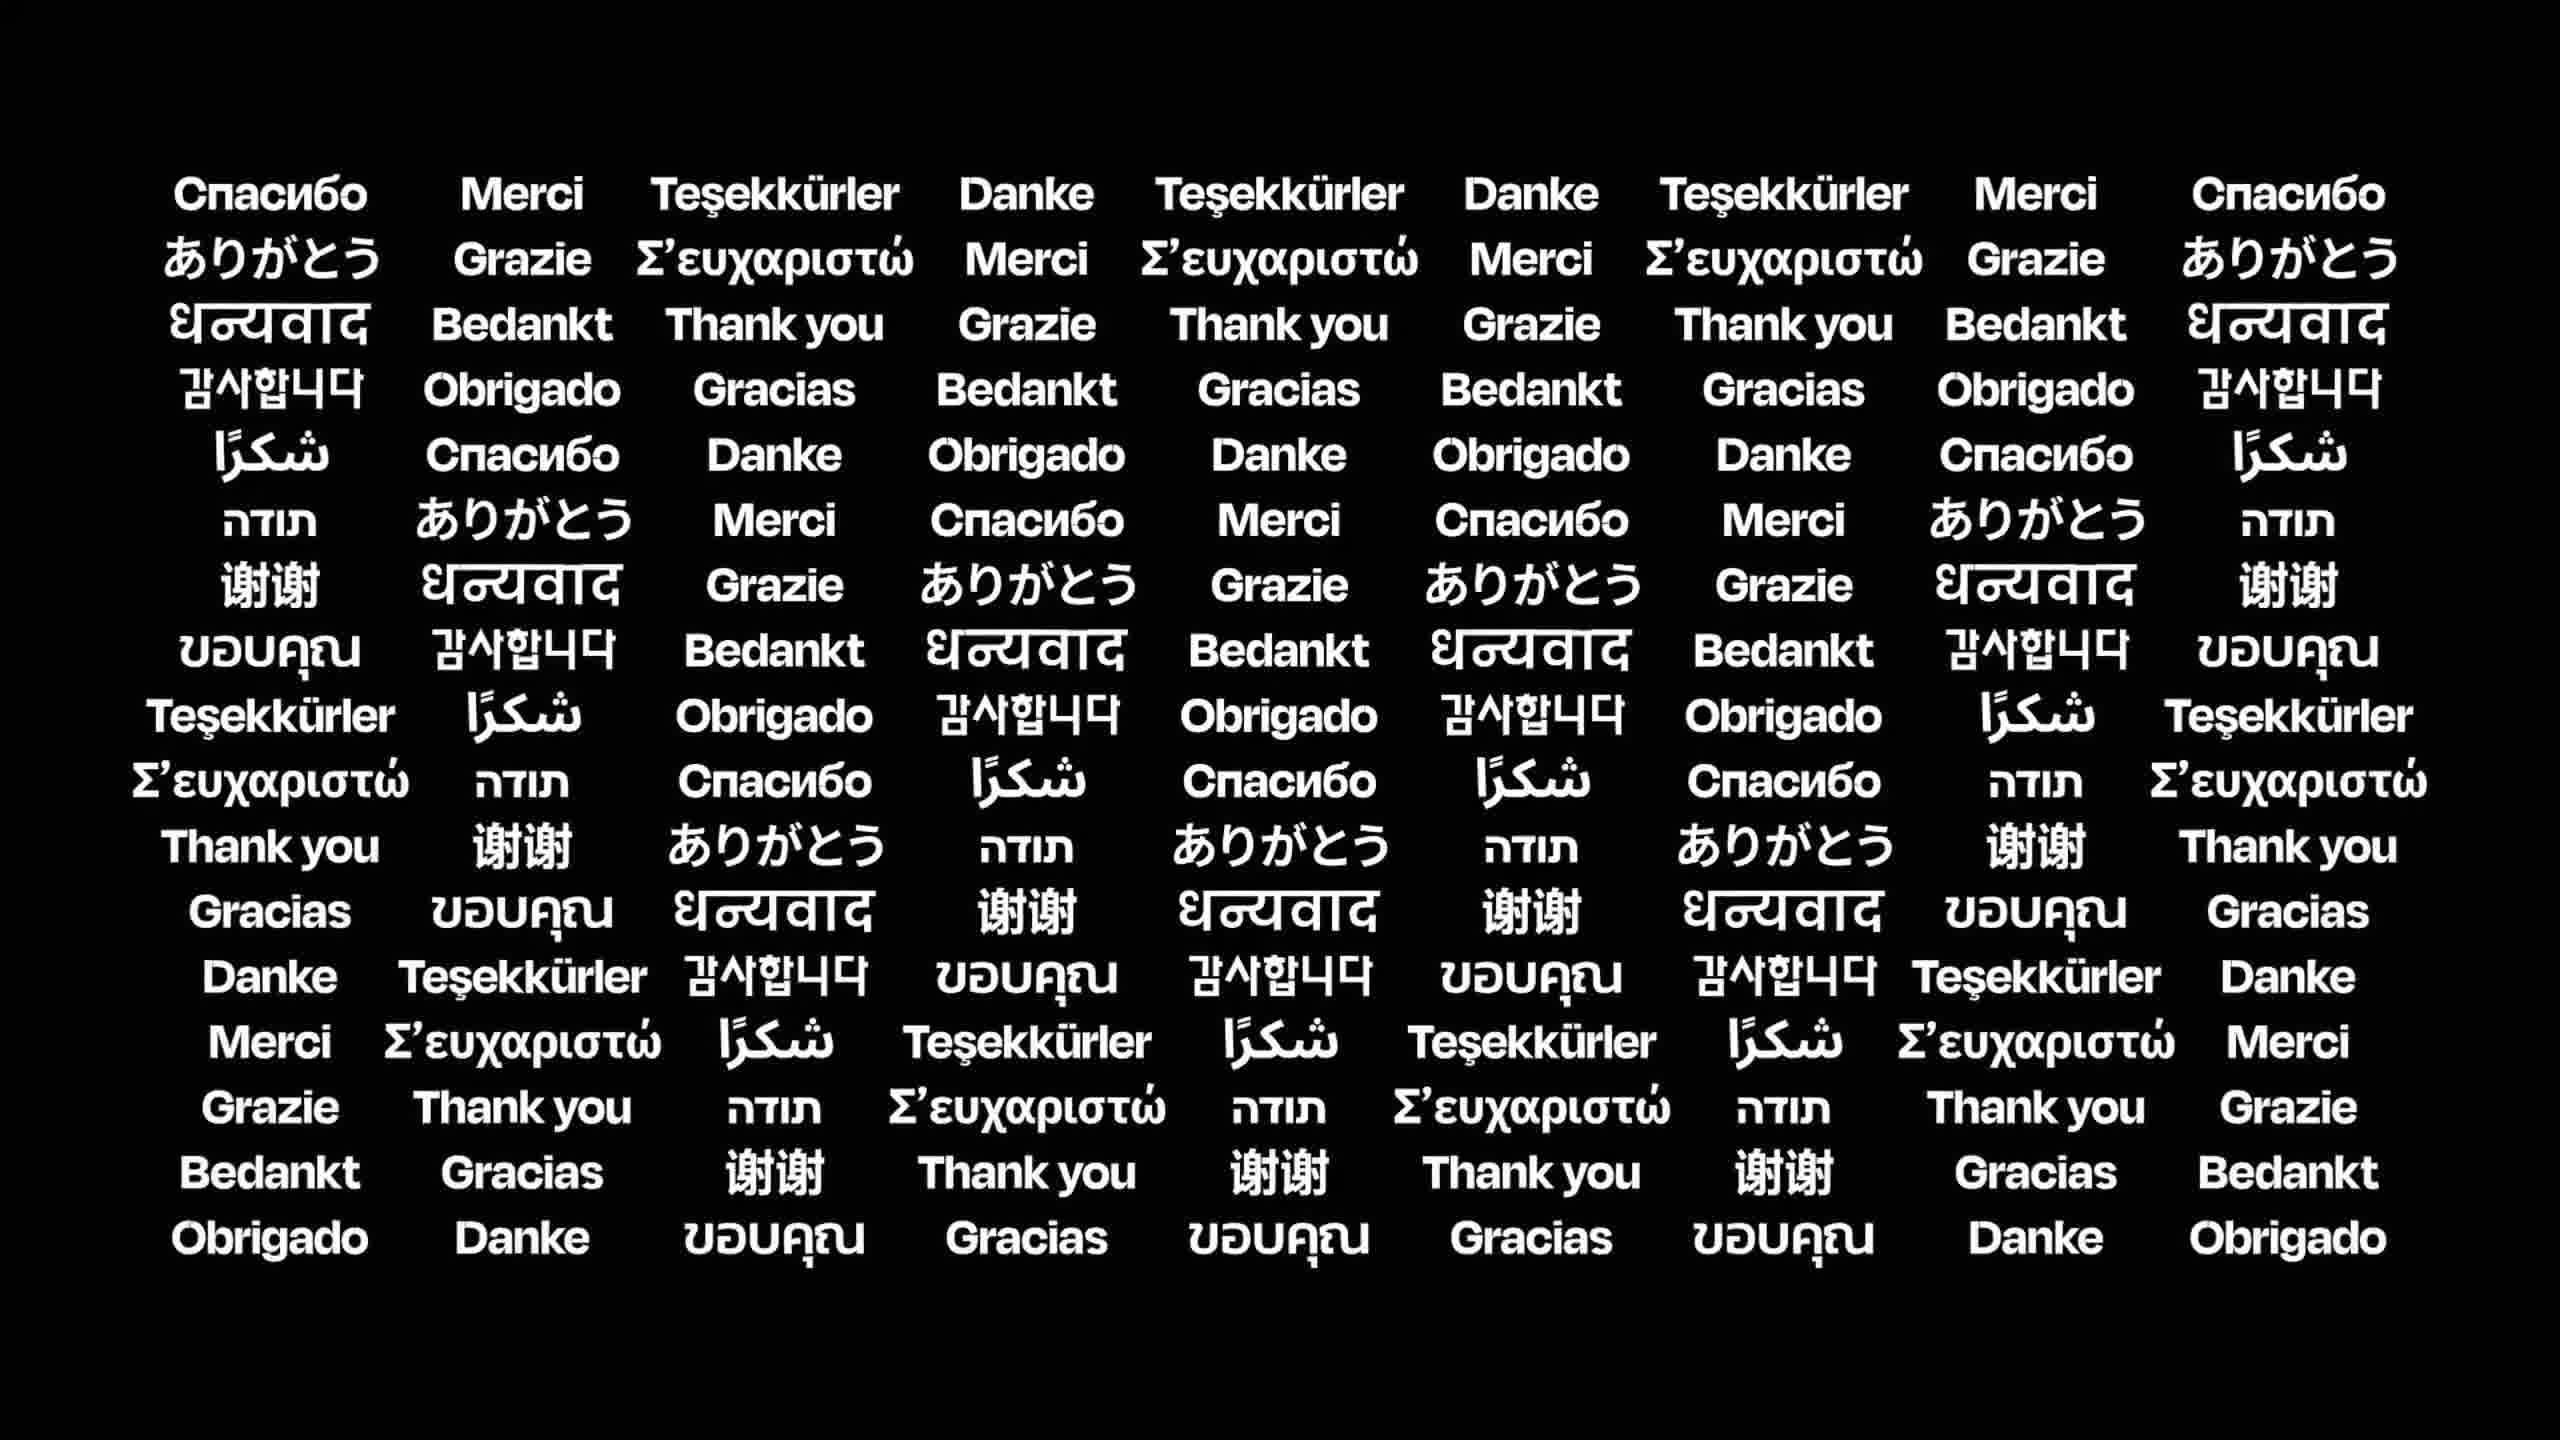 Спасибо Merci Teşekkürler Danke Teşekkürler Danke Teşekkürler Merci Спасибо
ありがとう Grazie Σ’ευχαριστώ Merci Σ’ευχαριστώ Merci Σ’ευχαριστώ Grazie ありがとう
धन्यवाद Bedankt Thank you Grazie Thank you Grazie Thank you Bedankt धन्यवाद
감사합니다 Obrigado Gracias Bedankt Gracias Bedankt Gracias Obrigado 감사합니다
شكرًا Спасибо Danke Obrigado Danke Obrigado Danke Спасибо شكرًا
תודה ありがとう Merci Спасибо Merci Спасибо Merci ありがとう תודה
谢谢 धन्यवाद Grazie ありがとう Grazie ありがとう Grazie धन्यवाद 谢谢
ขอบคุณ 감사합니다 Bedankt धन्यवाद Bedankt धन्यवाद Bedankt 감사합니다 ขอบคุณ
Teşekkürler شكرًا Obrigado 감사합니다 Obrigado 감사합니다 Obrigado شكرًا Teşekkürler
Σ’ευχαριστώ תודה Спасибо شكرًا Спасибо شكرًا Спасибо תודה Σ’ευχαριστώ
Thank you 谢谢 ありがとう תודה ありがとう תודה ありがとう 谢谢 Thank you
Gracias ขอบคุณ धन्यवाद 谢谢 धन्यवाद 谢谢 धन्यवाद ขอบคุณ Gracias
Danke Teşekkürler 감사합니다 ขอบคุณ 감사합니다 ขอบคุณ 감사합니다 Teşekkürler Danke
Merci Σ’ευχαριστώ شكرًا Teşekkürler شكرًا Teşekkürler شكرًا Σ’ευχαριστώ Merci
Grazie Thank you תודה Σ’ευχαριστώ תודה Σ’ευχαριστώ תודה Thank you Grazie
Bedankt Gracias 谢谢 Thank you 谢谢 Thank you 谢谢 Gracias Bedankt
Obrigado Danke ขอบคุณ Gracias ขอบคุณ Gracias ขอบคุณ Danke Obrigado